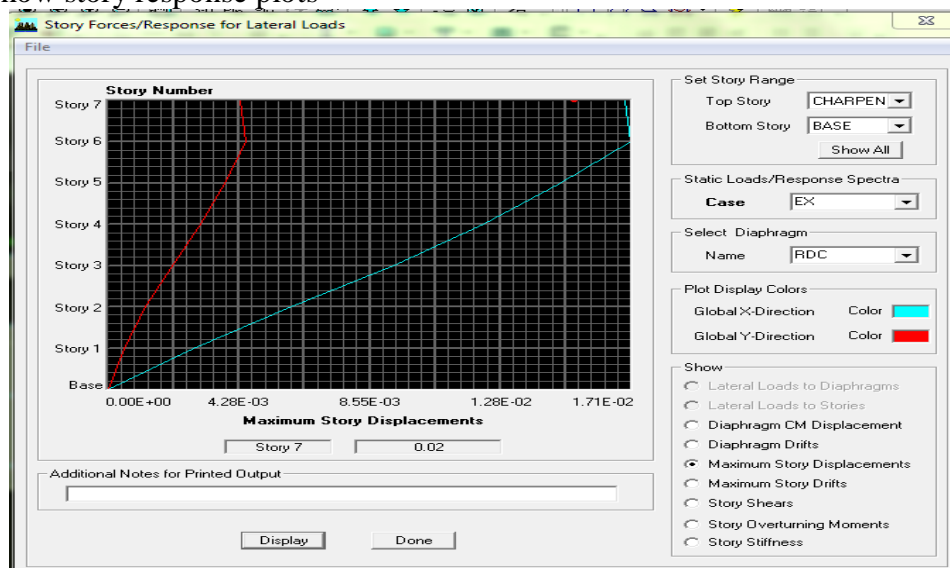 now story response plots
Story Forces/Response for Lateral Loads
File
Story Number
Story 7
Story 6
Story 5
Story 4
Story 3
Story 2
Story 1
Base
0.00E+00 4.28E-03 8.55E-03 1.28E-02 1.71E-02
Maximum Story Displacements
Story 7 0.02
Additional Notes for Printed Output
Display Done
Set Story Range
Top Story CHARPEN
Bottom Story BASE
Show All
Static Loads/Response Spectra
Case EX
Select Diaphragm
Name RDC
Plot Display Colors
Global X-Direction Color
Global Y-Direction Color
Show
Lateral Loads to Diaphragms
Lateral Loads to Stories
Diaphragm CM Displacement
Diaphragm Drifts
Maximum Story Displacements
Maximum Story Drifts
Story Shears
Story Overturning Moments
Story Stiffness